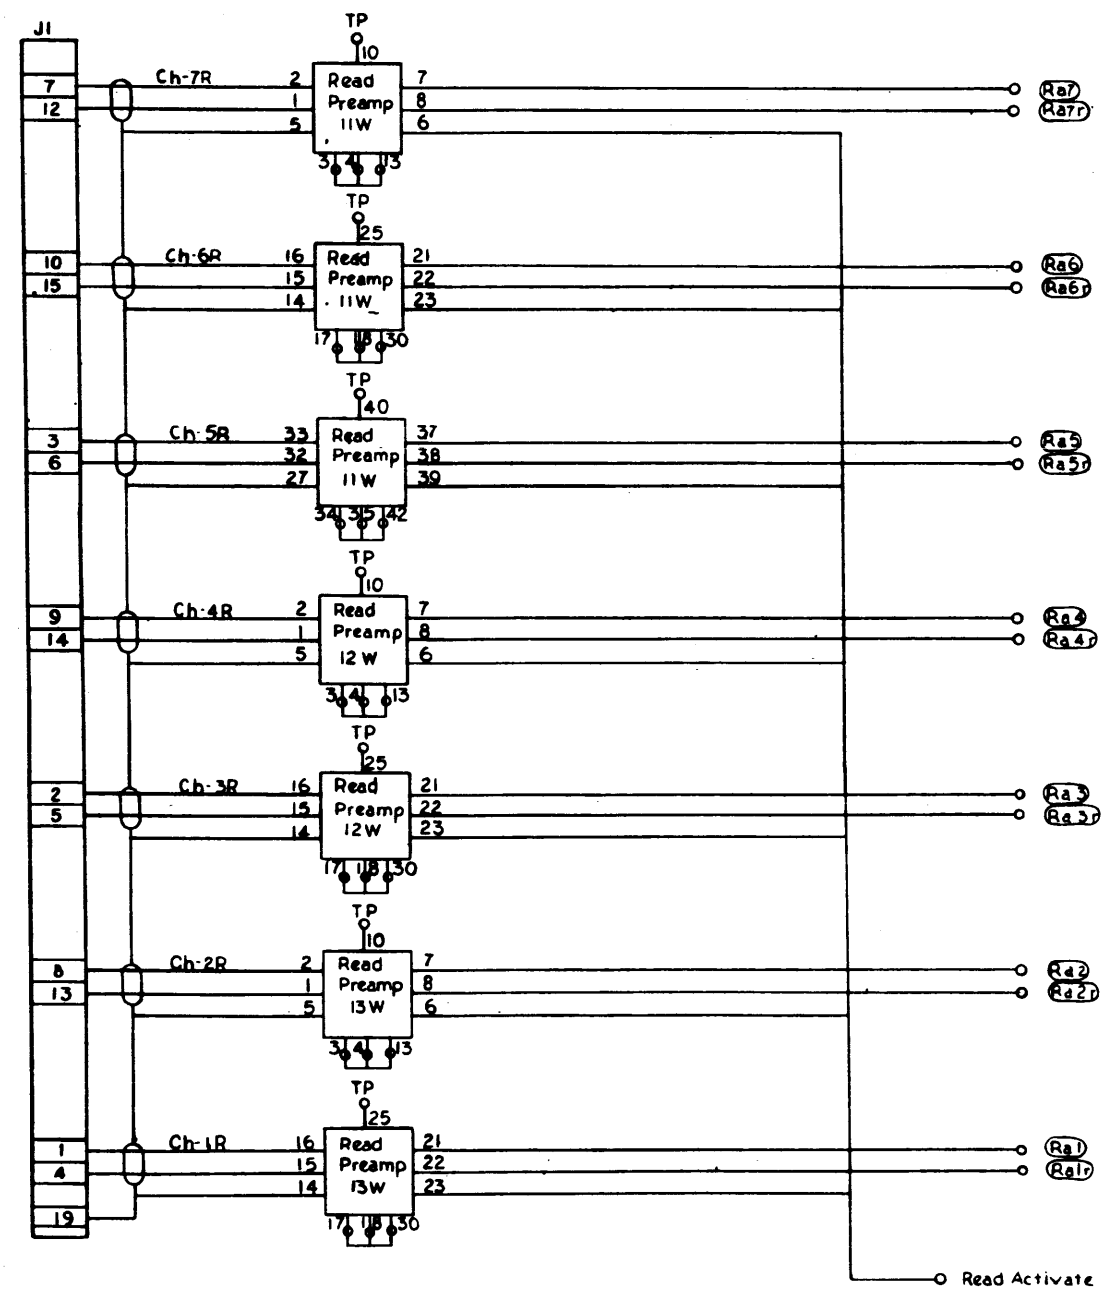 J1
TP
10
7 Ch-7R 2 Read 7 Ra7
12 1 Preamp 8 Ra7r
5 11W 6
3 4 13
TP
25
10 Ch-6R 16 Read 21 Ra6
15 15 Preamp 22 Ra6r
14 11W 23
17 18 30
TP
40
3 Ch-5R 33 Read 37 Ra5
6 32 Preamp 38 Ra5r
27 11W 39
34 35 42
TP
10
9 Ch-4R 2 Read 7 Ra4
14 1 Preamp 8 Ra4r
5 12W 6
3 4 13
TP
25
2 Ch-3R 16 Read 21 Ra3
5 15 Preamp 22 Ra3r
14 12W 23
17 18 30
TP
10
8 Ch-2R 2 Read 7 Ra2
13 1 Preamp 8 Ra2r
5 13W 6
3 4 13
TP
25
1 Ch-1R 16 Read 21 Ra1
4 15 Preamp 22 Ra1r
14 13W 23
19
17 18 30
Read Activate